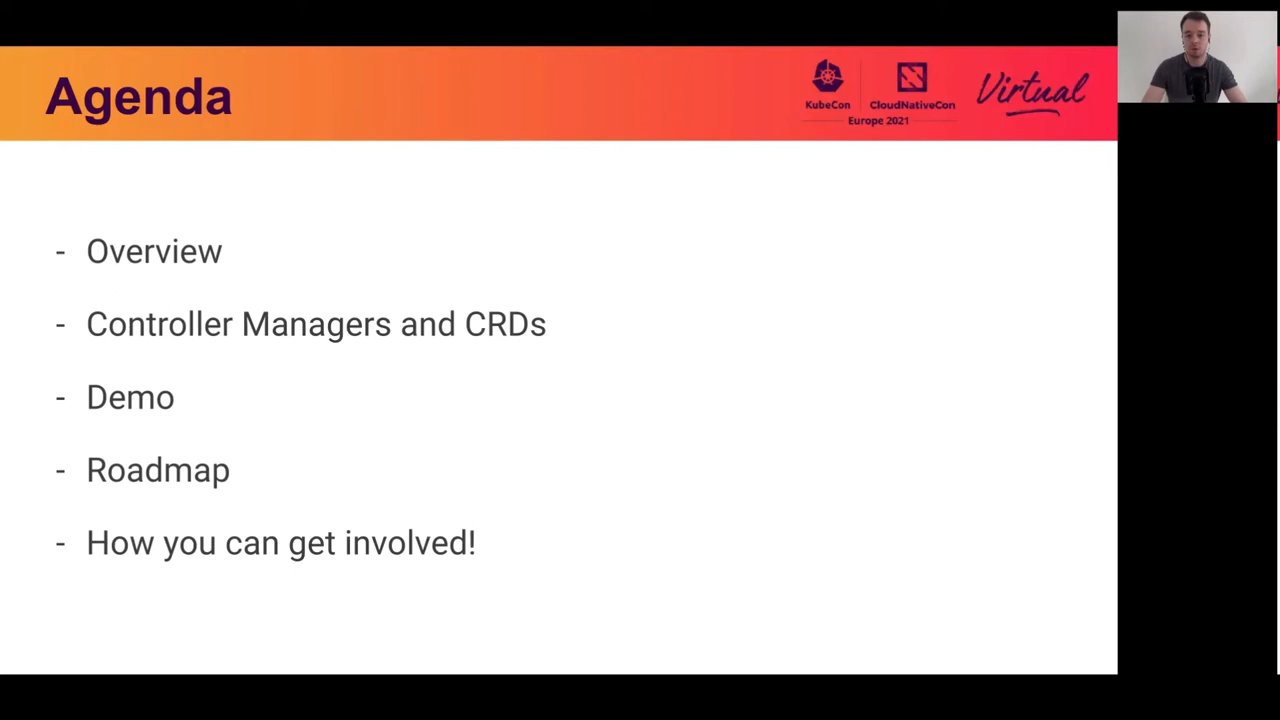 Agenda
KubeCon
CloudNativeCon
Europe 2021
Virtual
- Overview
- Controller Managers and CRDs
- Demo
- Roadmap
- How you can get involved!